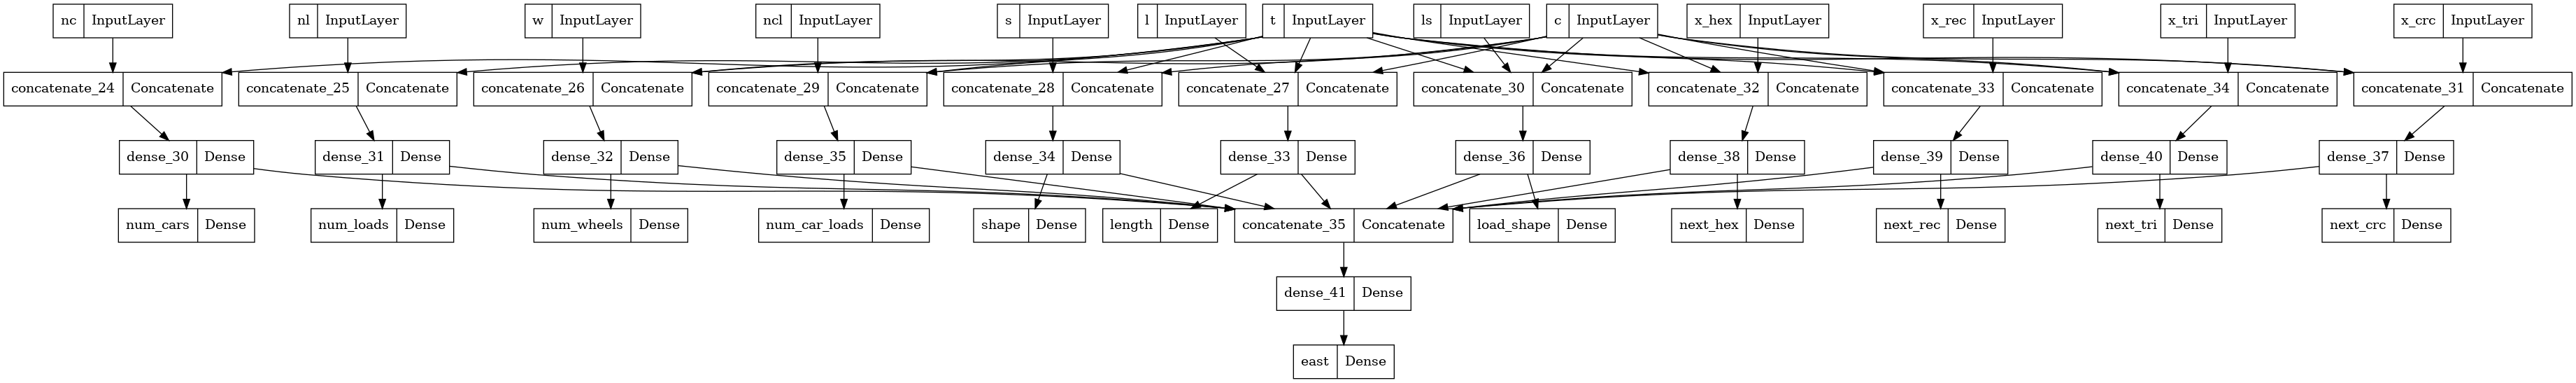 nc InputLayer nl InputLayer w InputLayer ncl InputLayer s InputLayer l InputLayer t InputLayer ls InputLayer c InputLayer x_hex InputLayer x_rec InputLayer x_tri InputLayer x_crc InputLayer
concatenate_24 Concatenate concatenate_25 Concatenate concatenate_26 Concatenate concatenate_29 Concatenate concatenate_28 Concatenate concatenate_27 Concatenate concatenate_30 Concatenate concatenate_32 Concatenate concatenate_33 Concatenate concatenate_34 Concatenate concatenate_31 Concatenate
dense_30 Dense dense_31 Dense dense_32 Dense dense_35 Dense dense_34 Dense dense_33 Dense dense_36 Dense dense_38 Dense dense_39 Dense dense_40 Dense dense_37 Dense
num_cars Dense num_loads Dense num_wheels Dense num_car_loads Dense shape Dense length Dense concatenate_35 Concatenate load_shape Dense next_hex Dense next_rec Dense next_tri Dense next_crc Dense
dense_41 Dense
east Dense